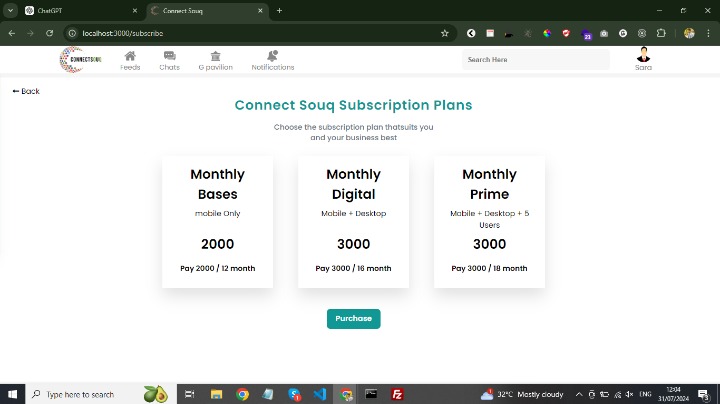 ChatGPT
Connect Souq
localhost:3000/subscribe
23
CONNECTSOUQ
Feeds
Chats
G pavilion
Notifications
Search Here
Sara
← Back
Connect Souq Subscription Plans
Choose the subscription plan thatsuits you
and your business best
Monthly
Bases
mobile Only
2000
Pay 2000 / 12 month
Monthly
Digital
Mobile + Desktop
3000
Pay 3000 / 16 month
Monthly
Prime
Mobile + Desktop + 5
Users
3000
Pay 3000 / 18 month
Purchase
Type here to search
32°C Mostly cloudy
ENG
12:04
31/07/2024